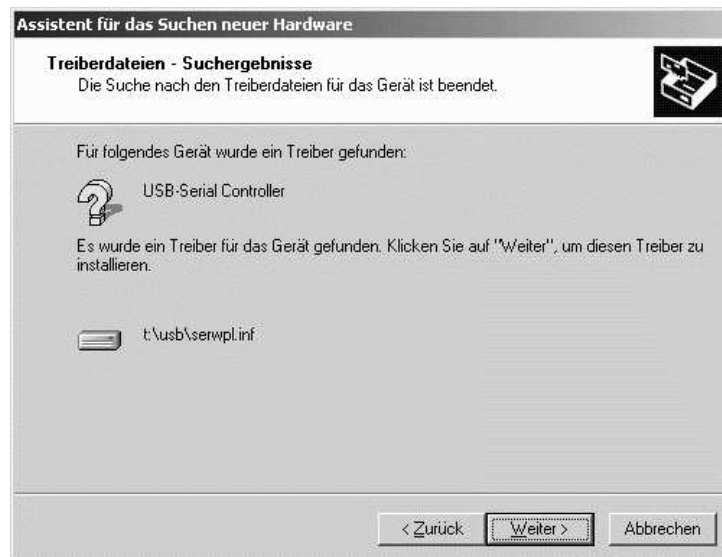 Assistent für das Suchen neuer Hardware
Treiberdateien - Suchergebnisse
Die Suche nach den Treiberdateien für das Gerät ist beendet.
Für folgendes Gerät wurde ein Treiber gefunden:
USB-Serial Controller
Es wurde ein Treiber für das Gerät gefunden. Klicken Sie auf "Weiter", um diesen Treiber zu
installieren.
t:\usb\serwpl.inf
< Zurück
Weiter >
Abbrechen